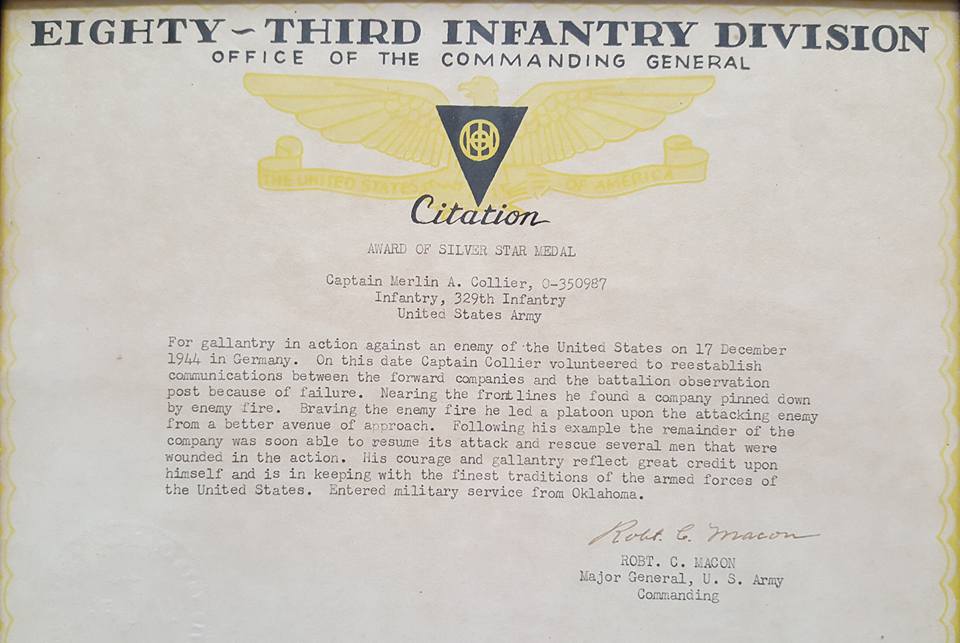 EIGHTY-THIRD INFANTRY DIVISION
OFFICE OF THE COMMANDING GENERAL
THE UNITED STATES OF AMERICA
Citation
AWARD OF SILVER STAR MEDAL
Captain Merlin A. Collier, O-350987
Infantry, 329th Infantry
United States Army
For gallantry in action against an enemy of the United States on 17 December
1944 in Germany. On this date Captain Collier volunteered to reestablish
communications between the forward companies and the battalion observation
post because of failure. Nearing the front lines he found a company pinned down
by enemy fire. Braving the enemy fire he led a platoon upon the attacking enemy
from a better avenue of approach. Following his example the remainder of the
company was soon able to resume its attack and rescue several men that were
wounded in the action. His courage and gallantry reflect great credit upon
himself and is in keeping with the finest traditions of the armed forces of
the United States. Entered military service from Oklahoma.
Robt. C. Macon
ROBT. C. MACON
Major General, U. S. Army
Commanding